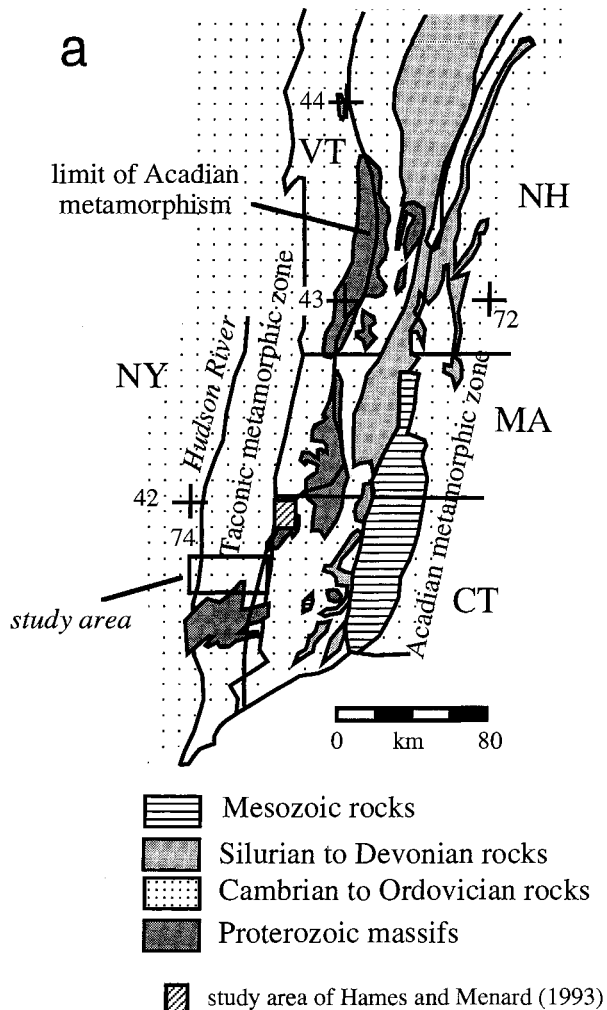 a
44
VT
limit of Acadian
metamorphism
NH
43
72
NY
Hudson River
Taconic metamorphic zone
MA
42
74
Acadian metamorphic zone
study area
CT
0 km 80
Mesozoic rocks
Silurian to Devonian rocks
Cambrian to Ordovician rocks
Proterozoic massifs
study area of Hames and Menard (1993)